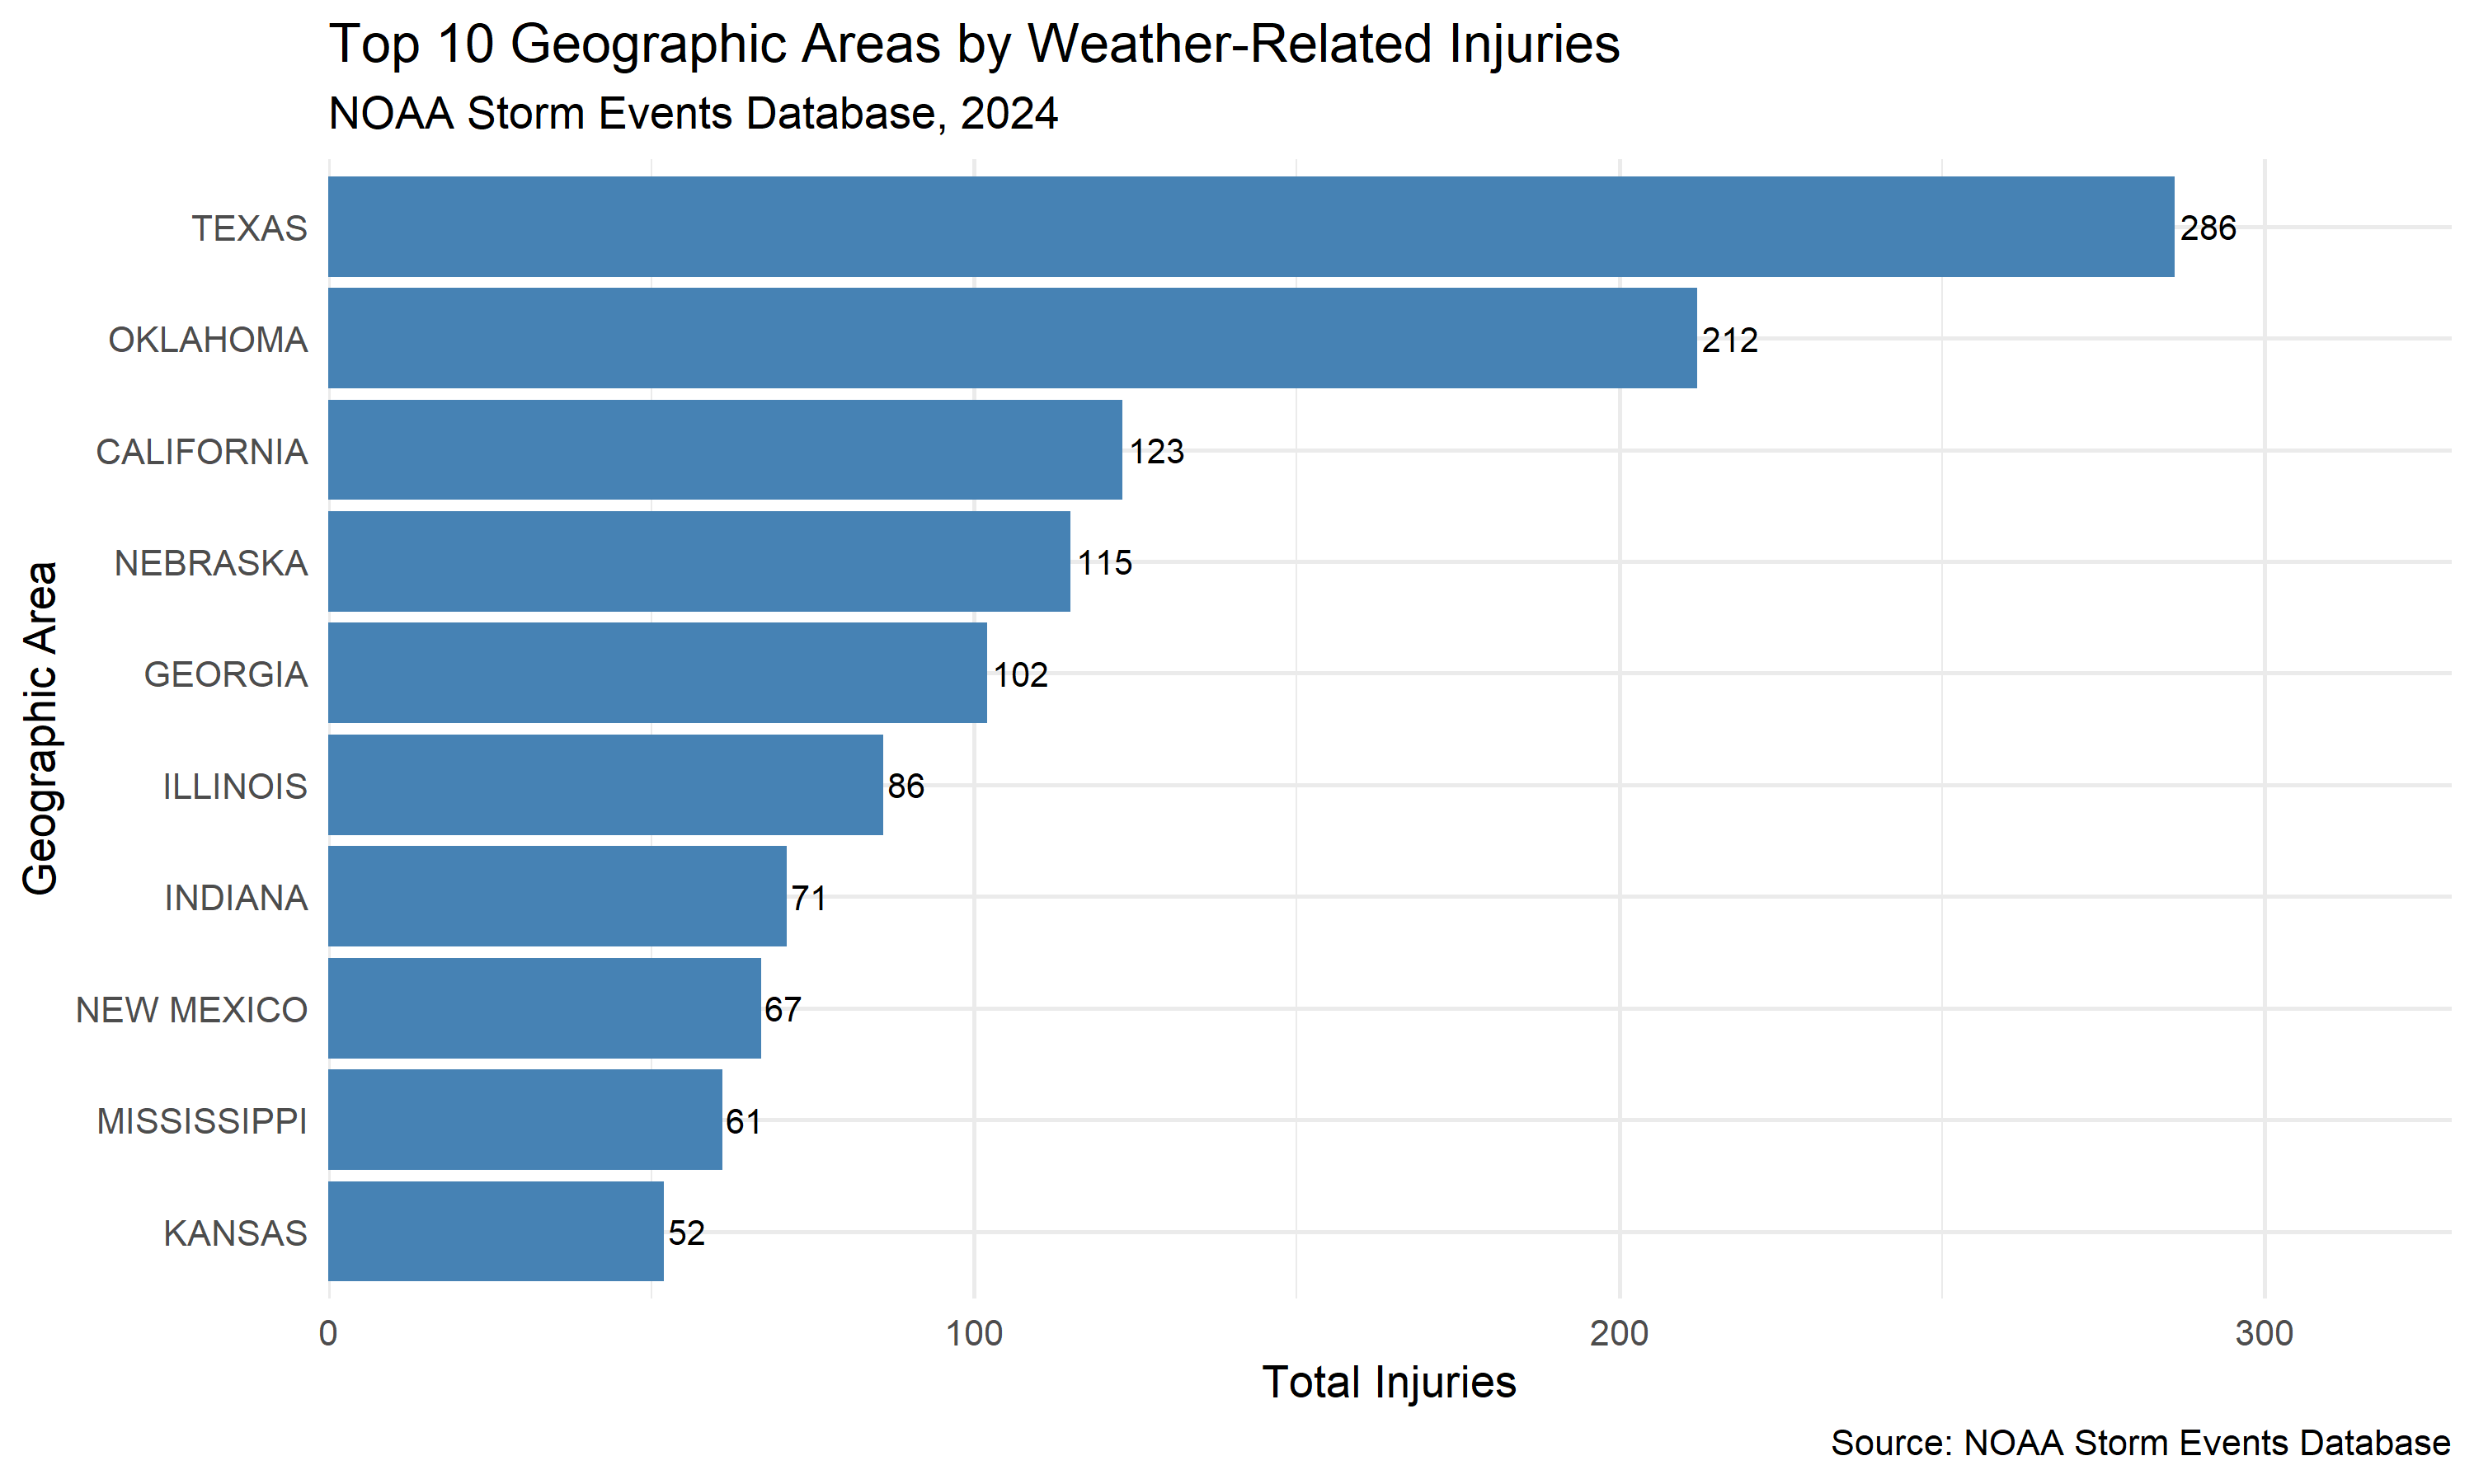 Top 10 Geographic Areas by Weather-Related Injuries
NOAA Storm Events Database, 2024
Geographic Area
TEXAS 286
OKLAHOMA 212
CALIFORNIA 123
NEBRASKA 115
GEORGIA 102
ILLINOIS 86
INDIANA 71
NEW MEXICO 67
MISSISSIPPI 61
KANSAS 52
0 100 200 300
Total Injuries
Source: NOAA Storm Events Database